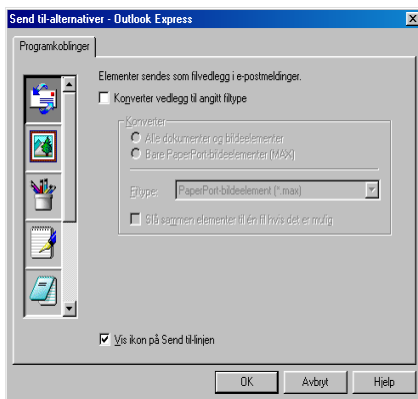 Send til-alternativer - Outlook Express
Programkoblinger
Elementer sendes som filvedlegg i e-postmeldinger.
Konverter vedlegg til angitt filtype
Konverter
Alle dokumenter og bildeelementer
Bare PaperPort-bildeelementer (MAX)
Filtype: PaperPort-bildeelement (*.max)
Slå sammen elementer til én fil hvis det er mulig
Vis ikon på Send til-linjen
OK Avbryt Hjelp